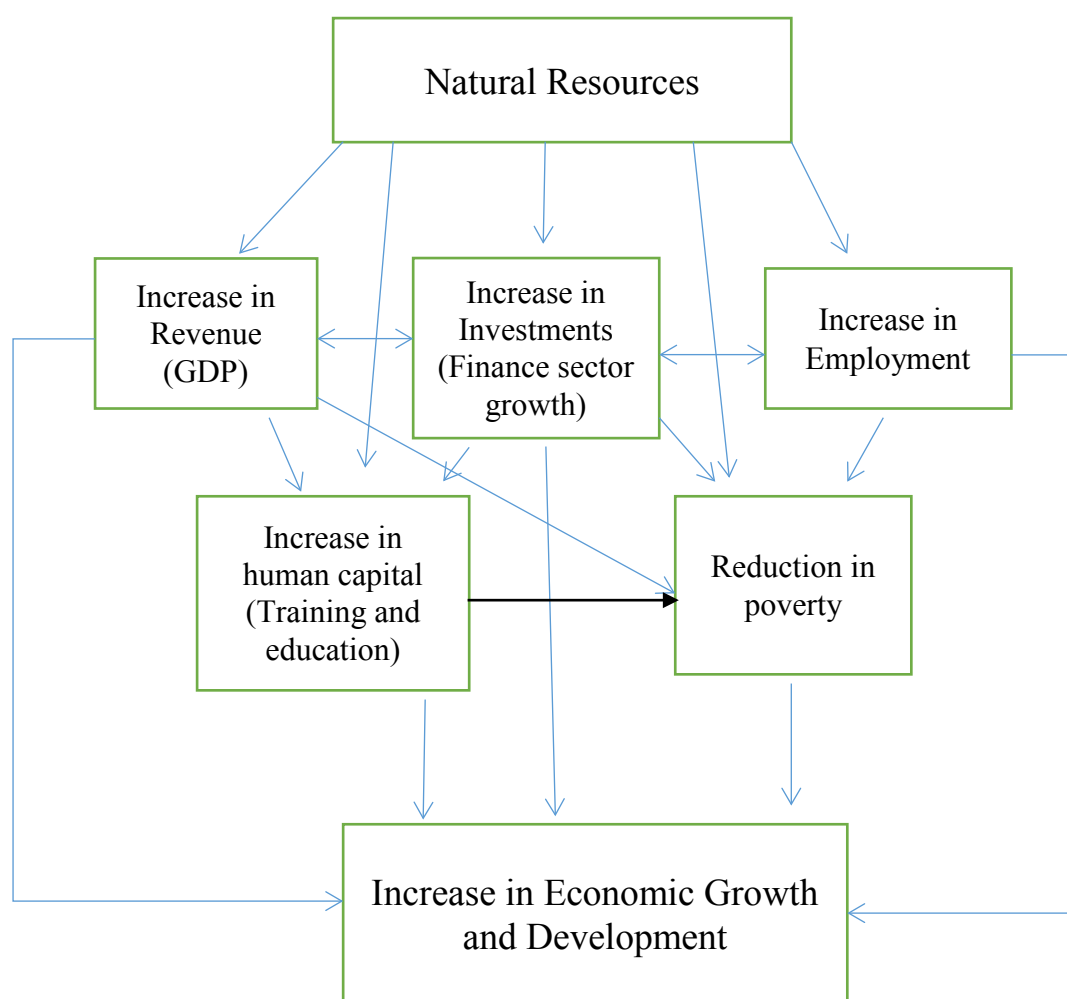 Natural Resources
Increase in
Revenue
(GDP)
Increase in
Investments
(Finance sector
growth)
Increase in
Employment
Increase in
human capital
(Training and
education)
Reduction in
poverty
Increase in Economic Growth
and Development